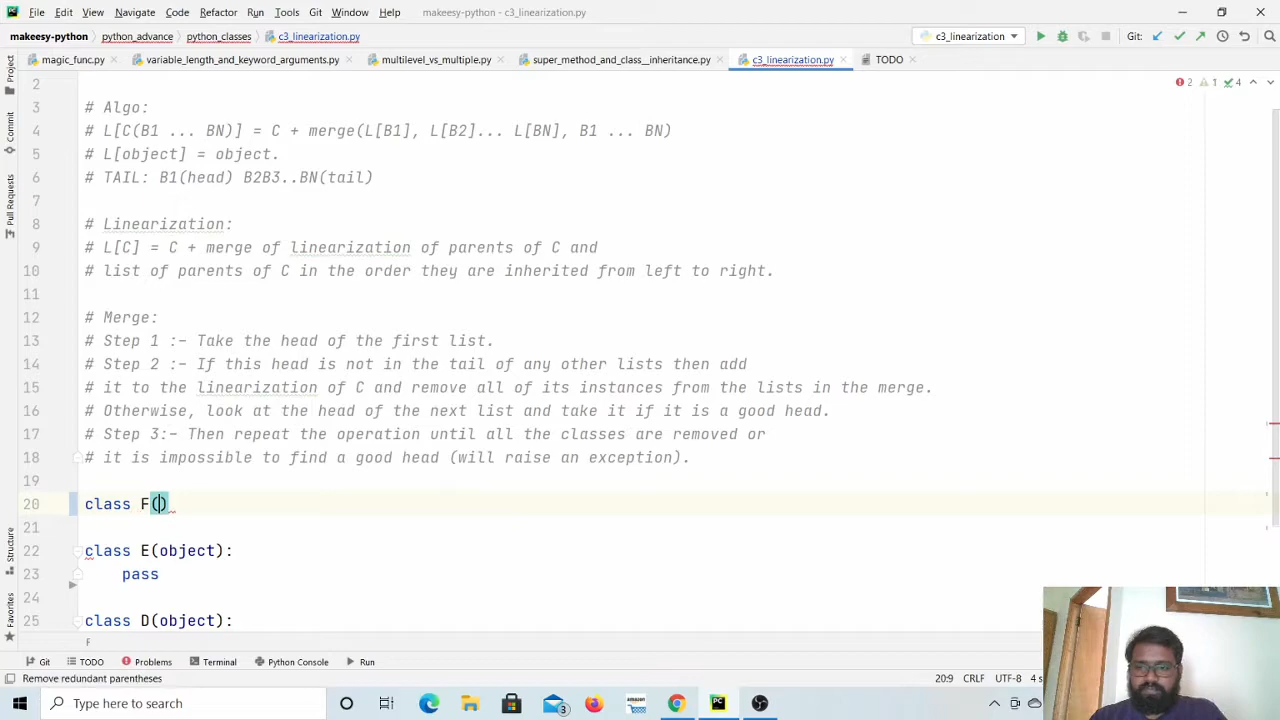 File Edit View Navigate Code Refactor Run Tools Git Window Help makeesy-python - c3_linearization.py
makeesy-python python_advance python_classes c3_linearization.py c3_linearization Git:
magic_func.py variable_length_and_keyword_arguments.py multilevel_vs_multiple.py super_method_and_class_inheritance.py c3_linearization.py TODO
Project
Commit
Pull Requests
Structure
Favorites
2 1 4
2
3 # Algo:
4 # L[C(B1 ... BN)] = C + merge(L[B1], L[B2]... L[BN], B1 ... BN)
5 # L[object] = object.
6 # TAIL: B1(head) B2B3..BN(tail)
7
8 # Linearization:
9 # L[C] = C + merge of linearization of parents of C and
10 # list of parents of C in the order they are inherited from left to right.
11
12 # Merge:
13 # Step 1 :- Take the head of the first list.
14 # Step 2 :- If this head is not in the tail of any other lists then add
15 # it to the linearization of C and remove all of its instances from the lists in the merge.
16 # Otherwise, look at the head of the next list and take it if it is a good head.
17 # Step 3:- Then repeat the operation until all the classes are removed or
18 # it is impossible to find a good head (will raise an exception).
19
20 class F()
21
22 class E(object):
23 pass
24
25 class D(object):
F
Git TODO Problems Terminal Python Console Run
Remove redundant parentheses 20:9 CRLF UTF-8 4 s
Type here to search amazon 3 PC